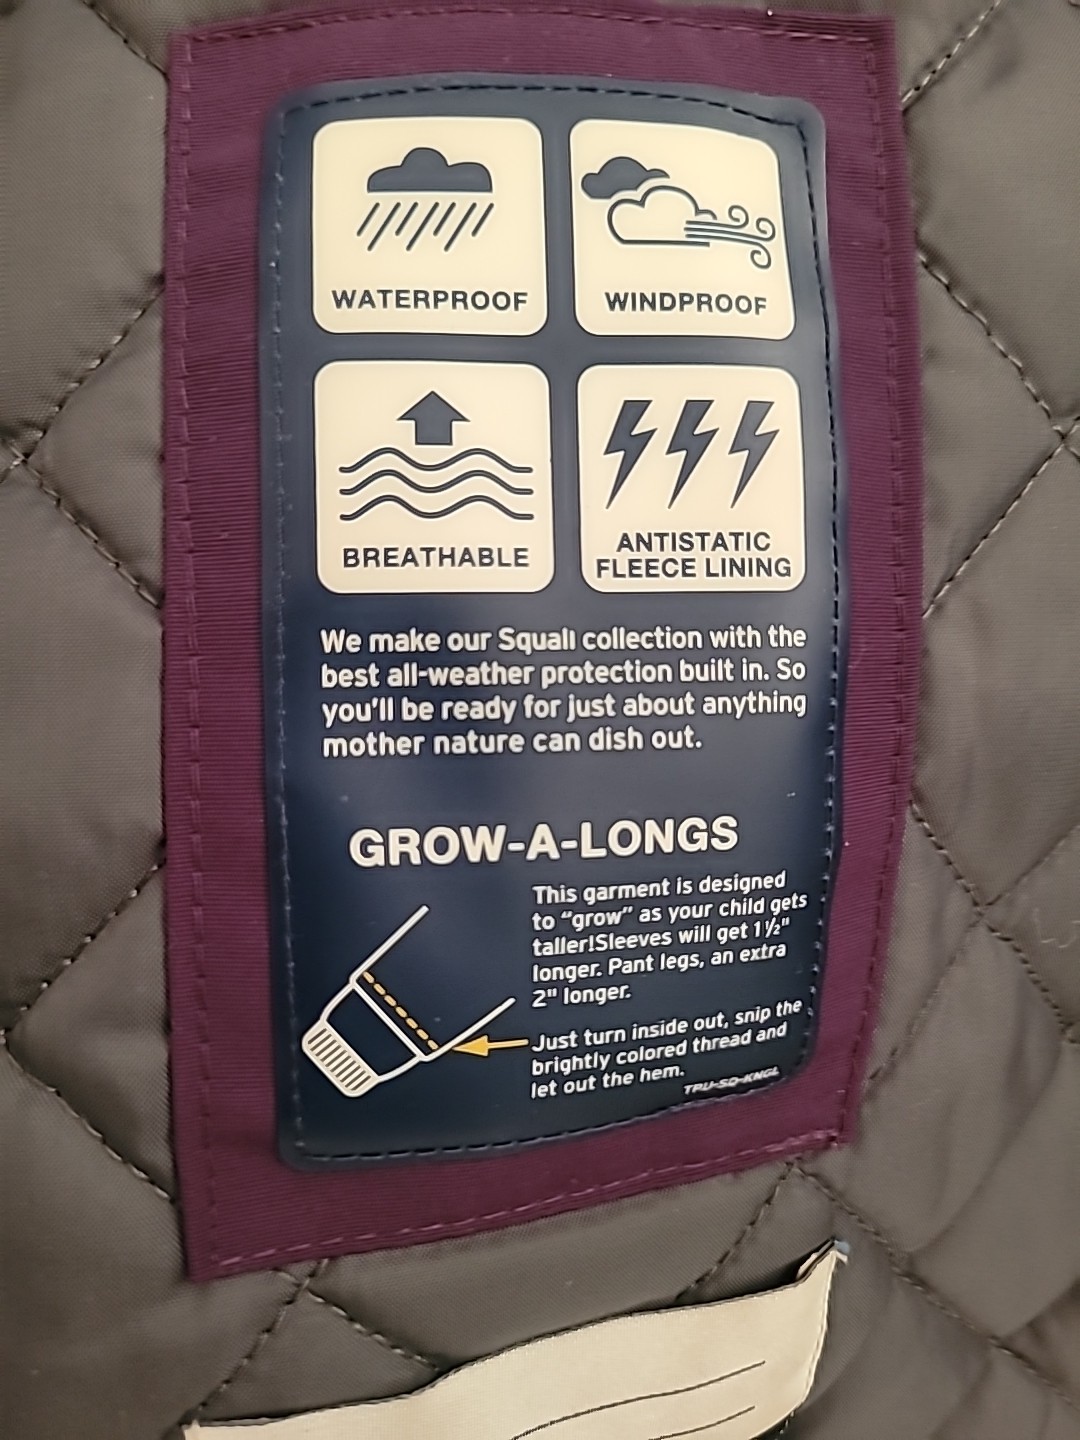 WATERPROOF
WINDPROOF
BREATHABLE
ANTISTATIC
FLEECE LINING
We make our Squall collection with the
best all-weather protection built in. So
you'll be ready for just about anything
mother nature can dish out.
GROW-A-LONGS
This garment is designed
to "grow" as your child gets
taller!Sleeves will get 1½"
longer. Pant legs, an extra
2" longer.
Just turn inside out, snip the
brightly colored thread and
let out the hem.
TPU-SQ-KNGL